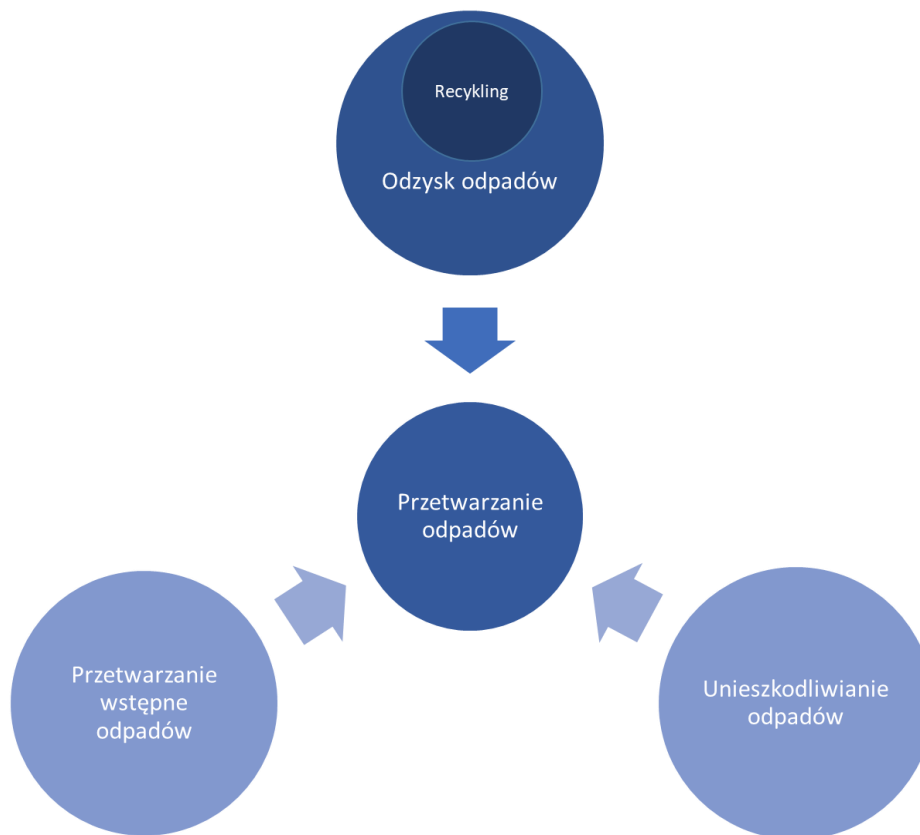 Recykling
Odzysk odpadów
Przetwarzanie
odpadów
Przetwarzanie
wstępne
odpadów
Unieszkodliwianie
odpadów